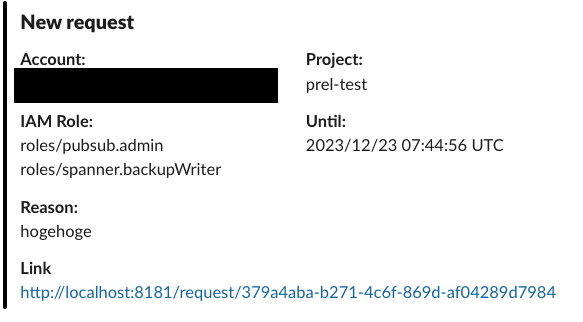 New request
Account:
Project:
prel-test
IAM Role:
Until:
roles/pubsub.admin
2023/12/23 07:44:56 UTC
roles/spanner.backupWriter
Reason:
hogehoge
Link
http://localhost:8181/request/379a4aba-b271-4c6f-869d-af04289d7984